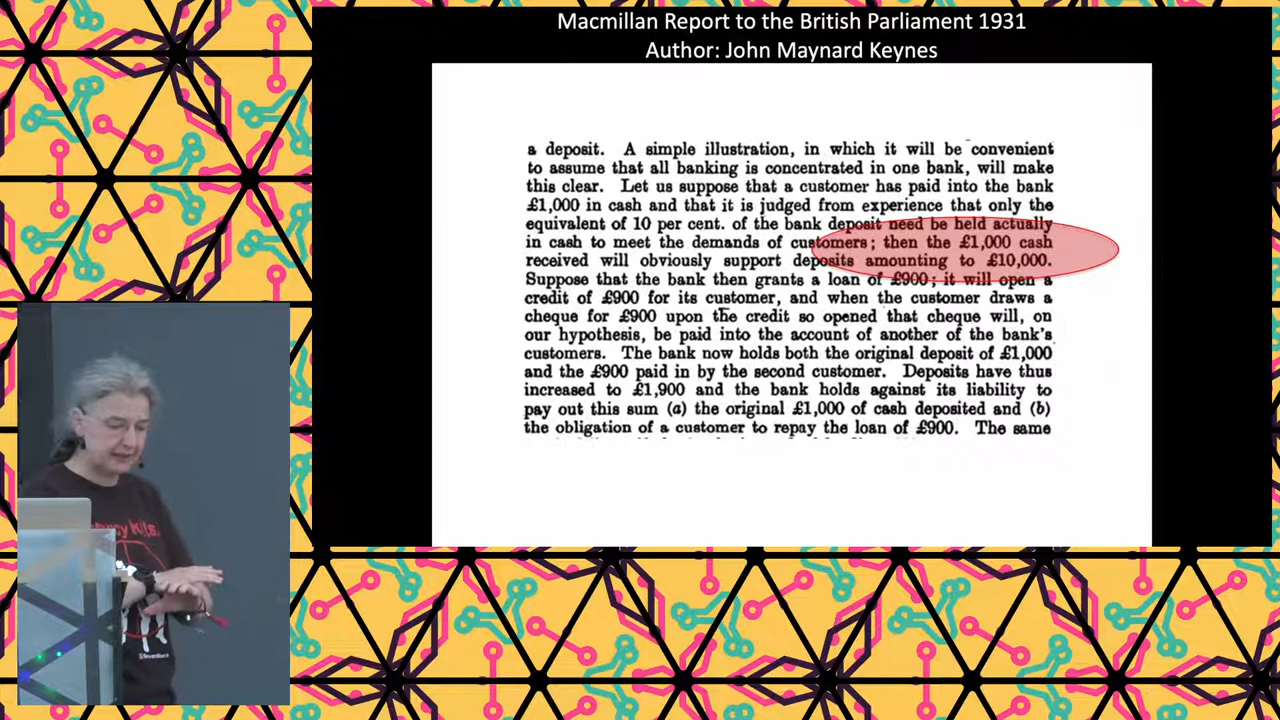 Macmillan Report to the British Parliament 1931
Author: John Maynard Keynes
a deposit. A simple illustration, in which it will be convenient
to assume that all banking is concentrated in one bank, will make
this clear. Let us suppose that a customer has paid into the bank
£1,000 in cash and that it is judged from experience that only the
equivalent of 10 per cent. of the bank deposit need be held actually
in cash to meet the demands of customers; then the £1,000 cash
received will obviously support deposits amounting to £10,000.
Suppose that the bank then grants a loan of £900; it will open a
credit of £900 for its customer, and when the customer draws a
cheque for £900 upon the credit so opened that cheque will, on
our hypothesis, be paid into the account of another of the bank's
customers. The bank now holds both the original deposit of £1,000
and the £900 paid in by the second customer. Deposits have thus
increased to £1,900 and the bank holds against its liability to
pay out this sum (a) the original £1,000 of cash deposited and (b)
the obligation of a customer to repay the loan of £900. The same